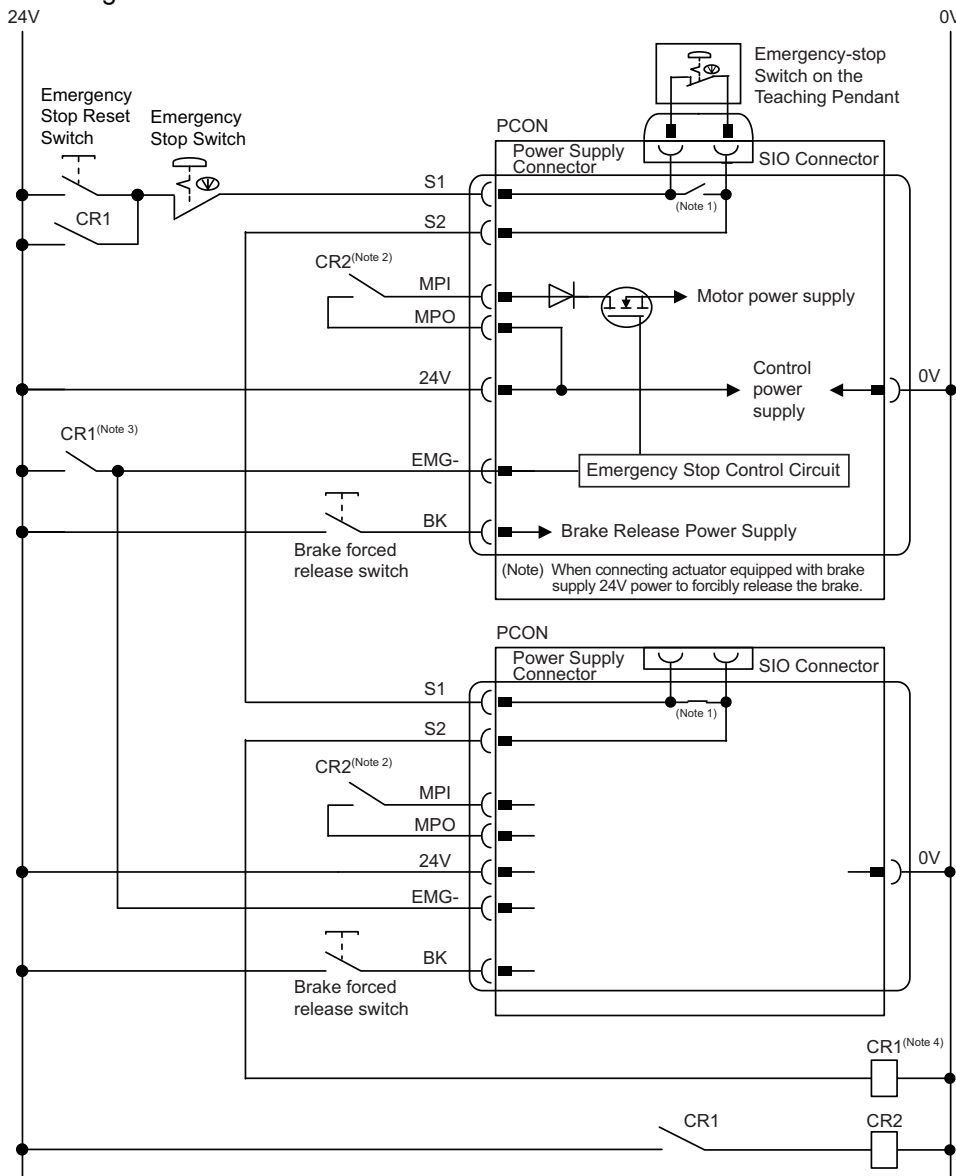 24V
0V
Emergency-stop
Switch on the
Teaching Pendant
Emergency
Stop Reset
Switch
Emergency
Stop Switch
PCON
Power Supply
Connector
SIO Connector
S1
(Note 1)
CR1
S2
CR2(Note 2)
MPI
Motor power supply
MPO
24V
Control
power
supply
0V
CR1(Note 3)
EMG-
Emergency Stop Control Circuit
BK
Brake Release Power Supply
Brake forced
release switch
(Note) When connecting actuator equipped with brake
supply 24V power to forcibly release the brake.
PCON
Power Supply
Connector
SIO Connector
S1
(Note 1)
S2
CR2(Note 2)
MPI
MPO
24V
0V
EMG-
BK
Brake forced
release switch
CR1(Note 4)
CR1
CR2